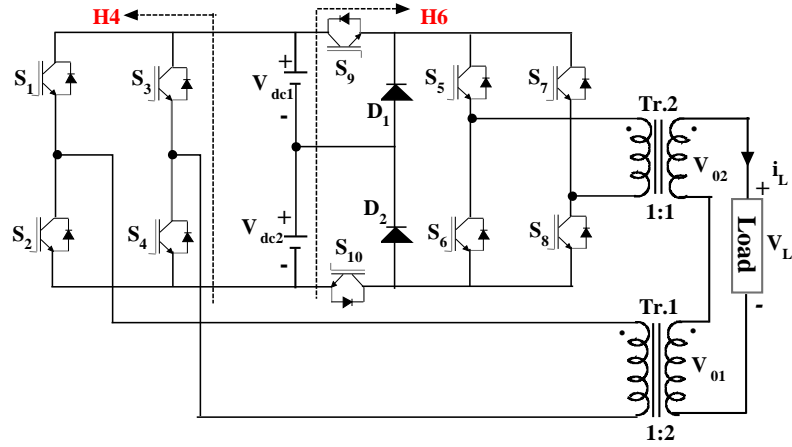 H4
H6
S1
S3
+
Vdc1
-
S9
D1
S5
S7
Tr.2
V02
1:1
iL
+
Load
VL
-
S2
S4
+
Vdc2
-
D2
S10
S6
S8
Tr.1
V01
1:2